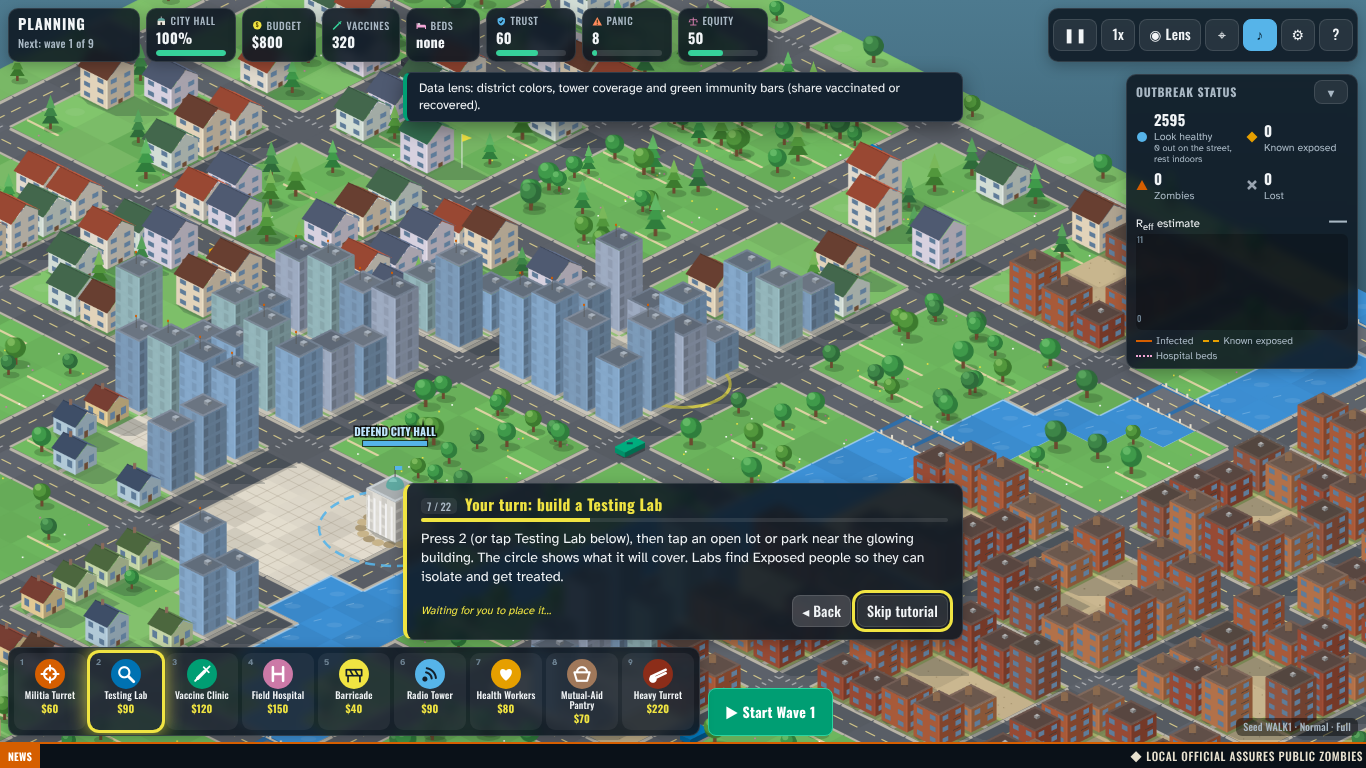 PLANNING
Next: wave 1 of 9
CITY HALL
100%
BUDGET
$800
VACCINES
320
BEDS
none
TRUST
60
PANIC
8
EQUITY
50
1x
Lens
?
Data lens: district colors, tower coverage and green immunity bars (share vaccinated or
recovered).
OUTBREAK STATUS
2595
Look healthy
0 out on the street,
rest indoors
0
Known exposed
0
Zombies
0
Lost
Reff estimate
11
0
Infected
Known exposed
Hospital beds
DEFEND CITY HALL
7 / 22
Your turn: build a Testing Lab
Press 2 (or tap Testing Lab below), then tap an open lot or park near the glowing
building. The circle shows what it will cover. Labs find Exposed people so they can
isolate and get treated.
Waiting for you to place it...
◂ Back
Skip tutorial
1
Militia Turret
$60
2
Testing Lab
$90
3
Vaccine Clinic
$120
4
H
Field Hospital
$150
5
Barricade
$40
6
Radio Tower
$90
7
Health Workers
$80
8
Mutual-Aid
Pantry
$70
9
Heavy Turret
$220
▶ Start Wave 1
Seed WALK1 · Normal · Full
NEWS
◆ LOCAL OFFICIAL ASSURES PUBLIC ZOMBIES